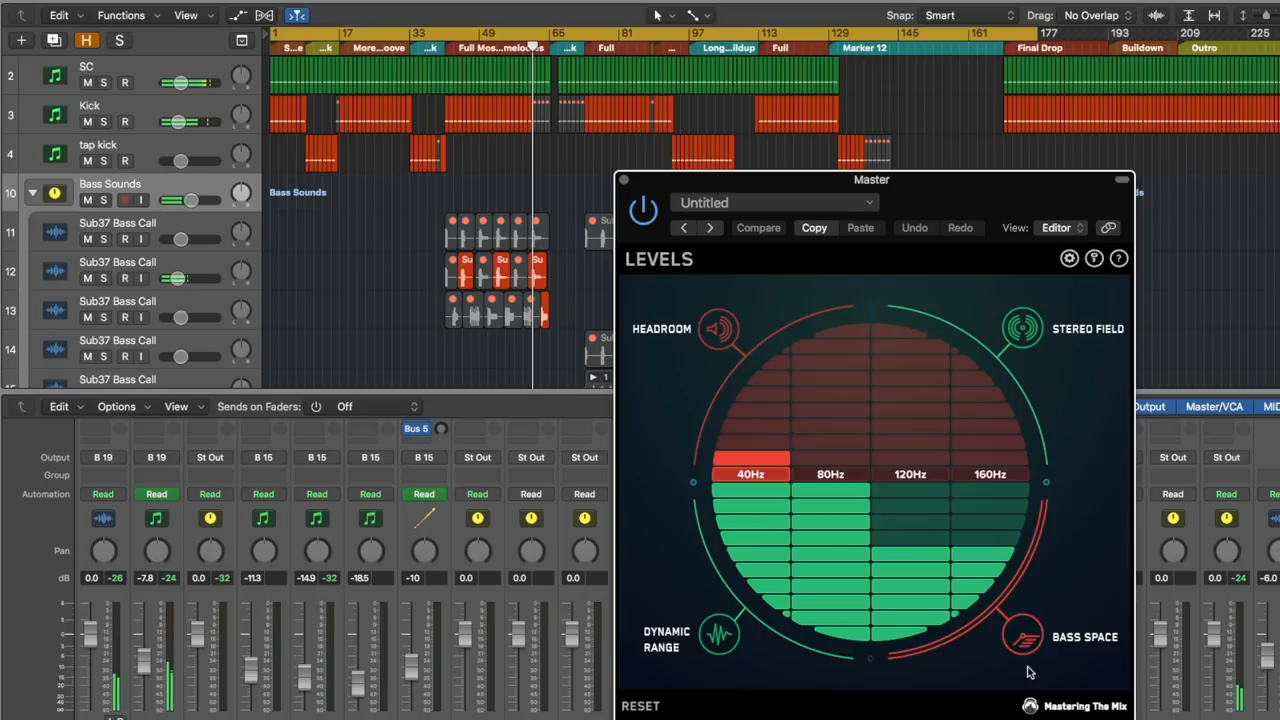 Edit Functions View Snap: Smart Drag: No Overlap
1 17 33 49 65 81 97 113 129 145 161 177 193 209 225
S...e ...k More...oove ...k Full Mos...melodies ...k Full ... Long...ildup Full Marker 12 Final Drop Buildown Outro
H S
2 SC
M S R
3 Kick
M S R
4 tap kick
M S R
10 Bass Sounds
M S R I
Bass Sounds
11 Sub37 Bass Call
M S R I
12 Sub37 Bass Call
M S R I
Su Su Su
13 Sub37 Bass Call
M S R I
14 Sub37 Bass Call
M S R I
Sub37 Bass Call
Master
Untitled
Compare Copy Paste Undo Redo View: Editor
LEVELS
HEADROOM
STEREO FIELD
40Hz 80Hz 120Hz 160Hz
DYNAMIC
RANGE
BASS SPACE
RESET
Mastering The Mix
Edit Options View Sends on Faders: Off
Output Master/VCA
Bus 5
Output B 19 B 19 St Out B 15 B 15 B 15 B 15 St Out St Out St Out St Out St Out
Group
Automation Read Read Read Read Read Read Read Read Read Read Read Read
Pan
dB 0.0 -26 -7.8 -24 0.0 -32 -11.3 -14.9 -32 -18.5 -10 0.0 0.0 0.0 0.0 0.0 -24 -6.0